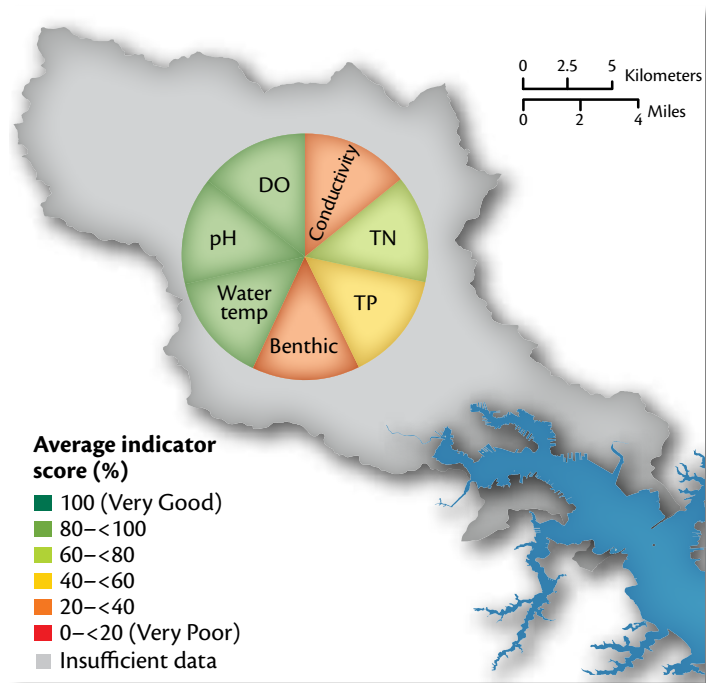 0 2.5 5 Kilometers
0 2 4 Miles
Conductivity
DO
TN
pH
Water
temp
TP
Benthic
Average indicator
score (%)
100 (Very Good)
80–<100
60–<80
40–<60
20–<40
0–<20 (Very Poor)
Insufficient data